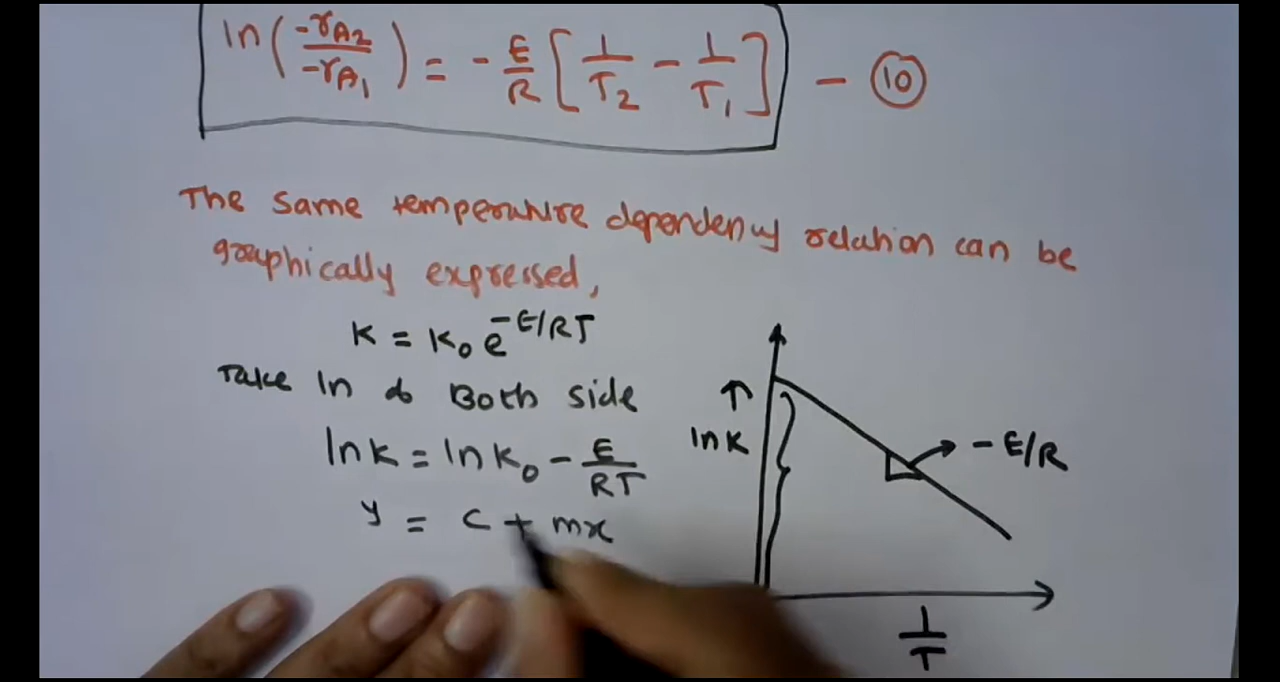 ln(-rA2/-rA1) = -E/R [1/T2 - 1/T1] - 10
The same temperature dependency relation can be
graphically expressed,
K = K0 e^-E/RT
Take ln to Both side
ln K = ln K0 - E/RT
y = c + mx
↑
ln K
-E/R
1/T